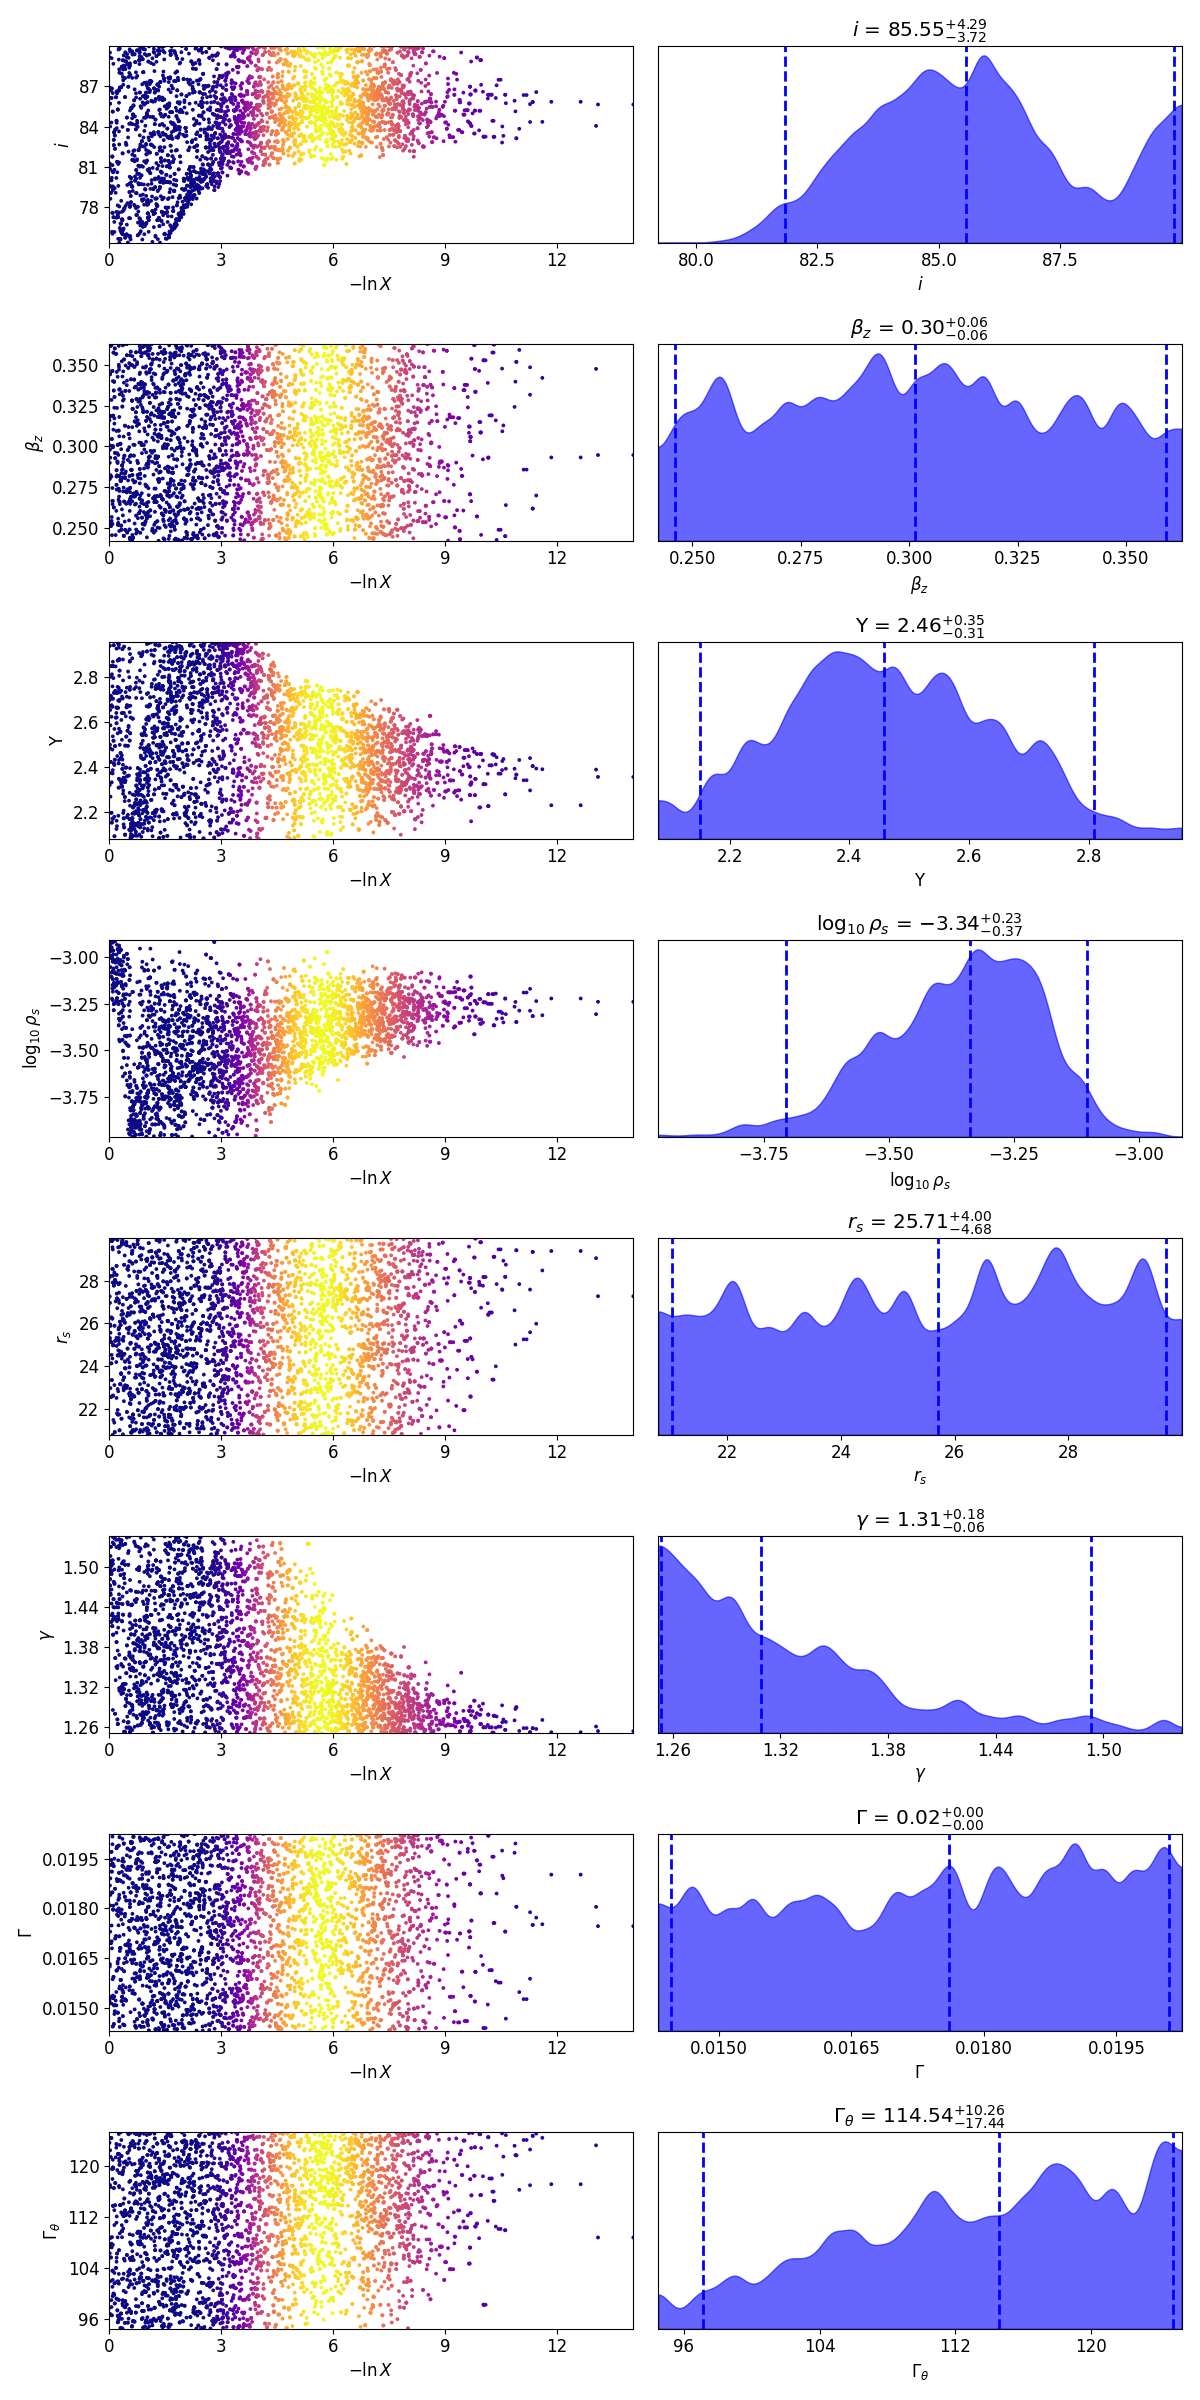 i = 85.55+4.29−3.72
87
84
81
78
i
0 3 6 9 12
−ln X
80.0 82.5 85.0 87.5
i
βz = 0.30+0.06−0.06
0.350
0.325
0.300
0.275
0.250
βz
0 3 6 9 12
−ln X
0.250 0.275 0.300 0.325 0.350
βz
Υ = 2.46+0.35−0.31
2.8
2.6
2.4
2.2
Υ
0 3 6 9 12
−ln X
2.2 2.4 2.6 2.8
Υ
log10 ρs = −3.34+0.23−0.37
−3.00
−3.25
−3.50
−3.75
log10 ρs
0 3 6 9 12
−ln X
−3.75 −3.50 −3.25 −3.00
log10 ρs
rs = 25.71+4.00−4.68
28
26
24
22
rs
0 3 6 9 12
−ln X
22 24 26 28
rs
γ = 1.31+0.18−0.06
1.50
1.44
1.38
1.32
1.26
γ
0 3 6 9 12
−ln X
1.26 1.32 1.38 1.44 1.50
γ
Γ = 0.02+0.00−0.00
0.0195
0.0180
0.0165
0.0150
Γ
0 3 6 9 12
−ln X
0.0150 0.0165 0.0180 0.0195
Γ
Γθ = 114.54+10.26−17.44
120
112
104
96
Γθ
0 3 6 9 12
−ln X
96 104 112 120
Γθ